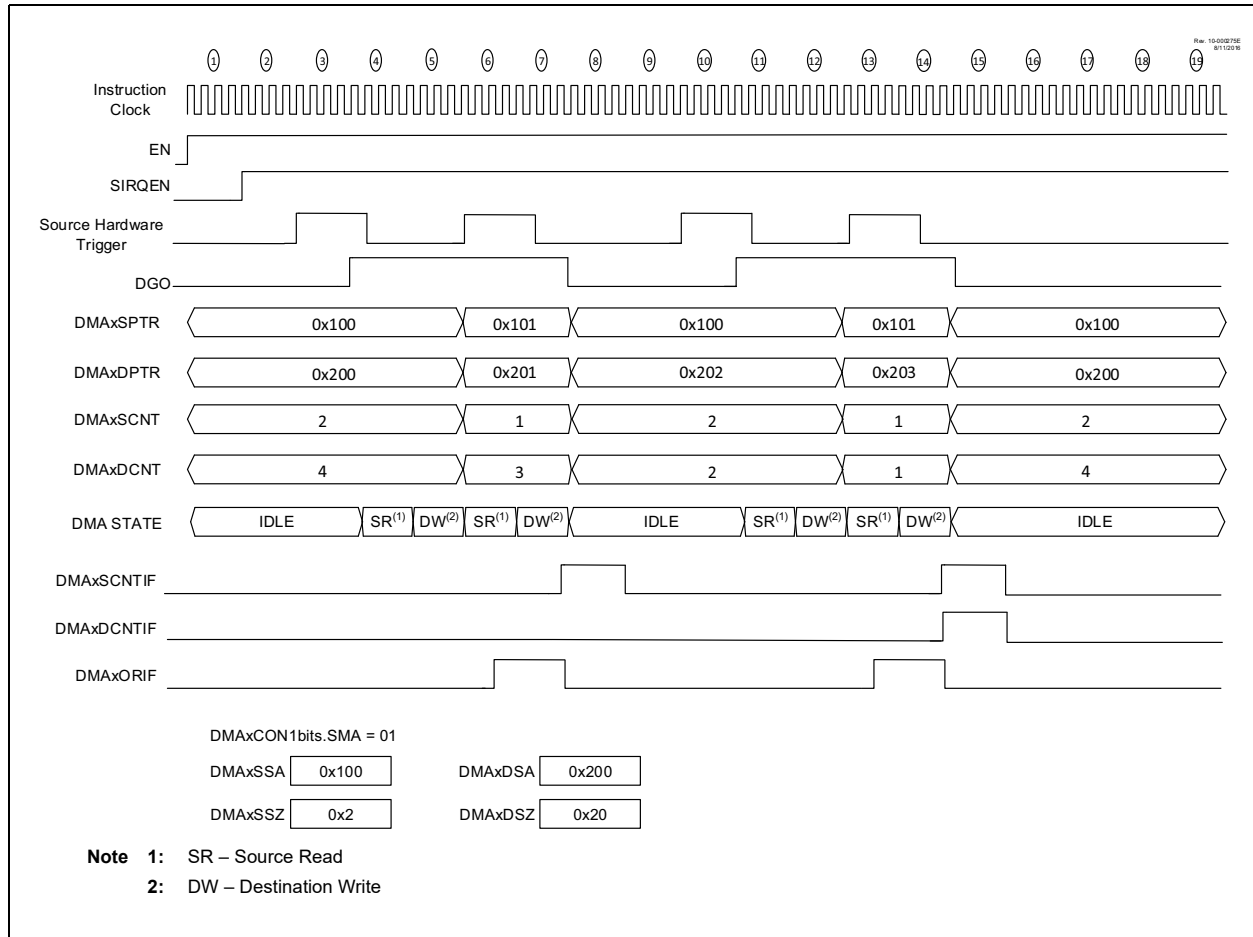 Rev. 10-000275E
8/11/2016
1 2 3 4 5 6 7 8 9 10 11 12 13 14 15 16 17 18 19
Instruction
Clock
EN
SIRQEN
Source Hardware
Trigger
DGO
DMAxSPTR 0x100 0x101 0x100 0x101 0x100
DMAxDPTR 0x200 0x201 0x202 0x203 0x200
DMAxSCNT 2 1 2 1 2
DMAxDCNT 4 3 2 1 4
DMA STATE IDLE SR(1) DW(2) SR(1) DW(2) IDLE SR(1) DW(2) SR(1) DW(2) IDLE
DMAxSCNTIF
DMAxDCNTIF
DMAxORIF
DMAxCON1bits.SMA = 01
DMAxSSA 0x100 DMAxDSA 0x200
DMAxSSZ 0x2 DMAxDSZ 0x20
Note 1: SR – Source Read
2: DW – Destination Write